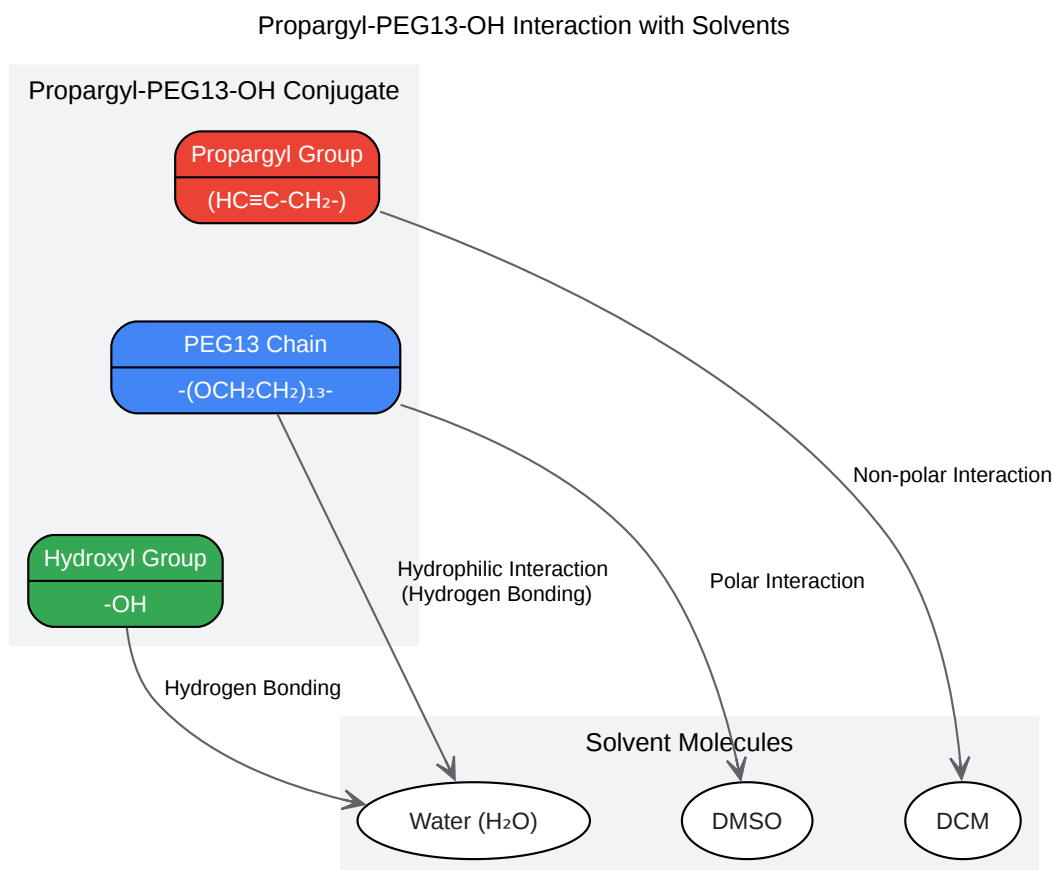 Propargyl-PEG13-OH Interaction with Solvents
Propargyl-PEG13-OH Conjugate
Propargyl Group
(HC≡C-CH₂-)
PEG13 Chain
-(OCH₂CH₂)₁₃-
Non-polar Interaction
Hydroxyl Group
-OH
Hydrophilic Interaction
(Hydrogen Bonding)
Polar Interaction
Hydrogen Bonding
Solvent Molecules
Water (H₂O)
DMSO
DCM